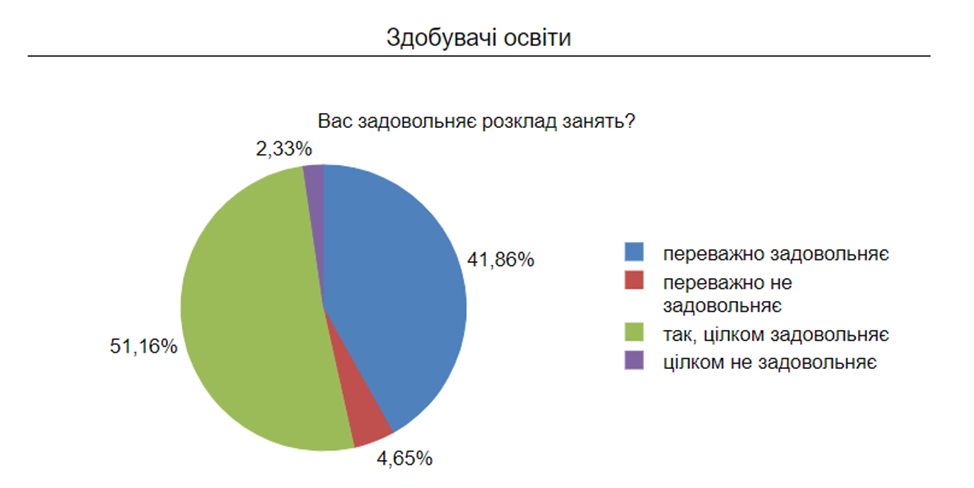 Здобувачі освіти
Вас задовольняє розклад занять?
2,33%
41,86%
51,16%
4,65%
переважно задовольняє
переважно не
задовольняє
так, цілком задовольняє
цілком не задовольняє